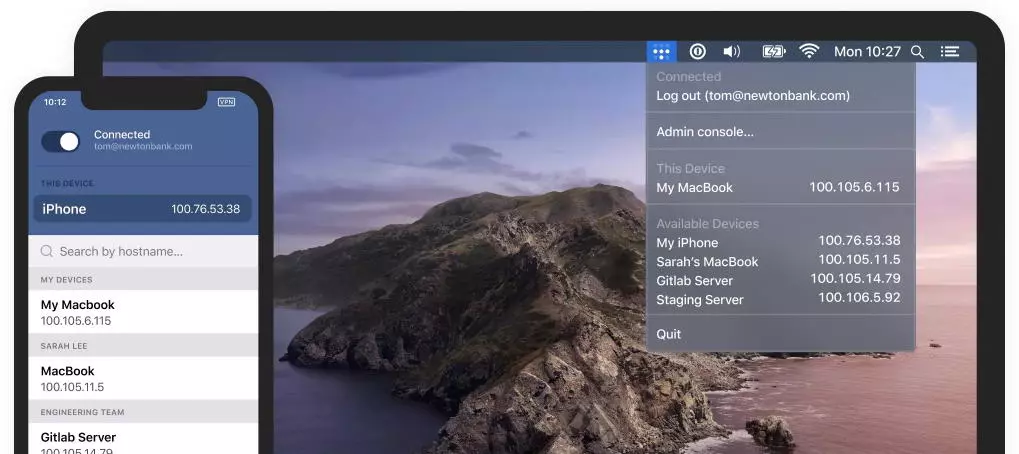 10:12
VPN
Connected
tom@newtonbank.com
THIS DEVICE
iPhone 100.76.53.38
Search by hostname...
MY DEVICES
My Macbook
100.105.6.115
SARAH LEE
MacBook
100.105.11.5
ENGINEERING TEAM
Gitlab Server
100.105.14.79
Mon 10:27
Connected
Log out (tom@newtonbank.com)
Admin console...
This Device
My MacBook 100.105.6.115
Available Devices
My iPhone 100.76.53.38
Sarah's MacBook 100.105.11.5
Gitlab Server 100.105.14.79
Staging Server 100.106.5.92
Quit